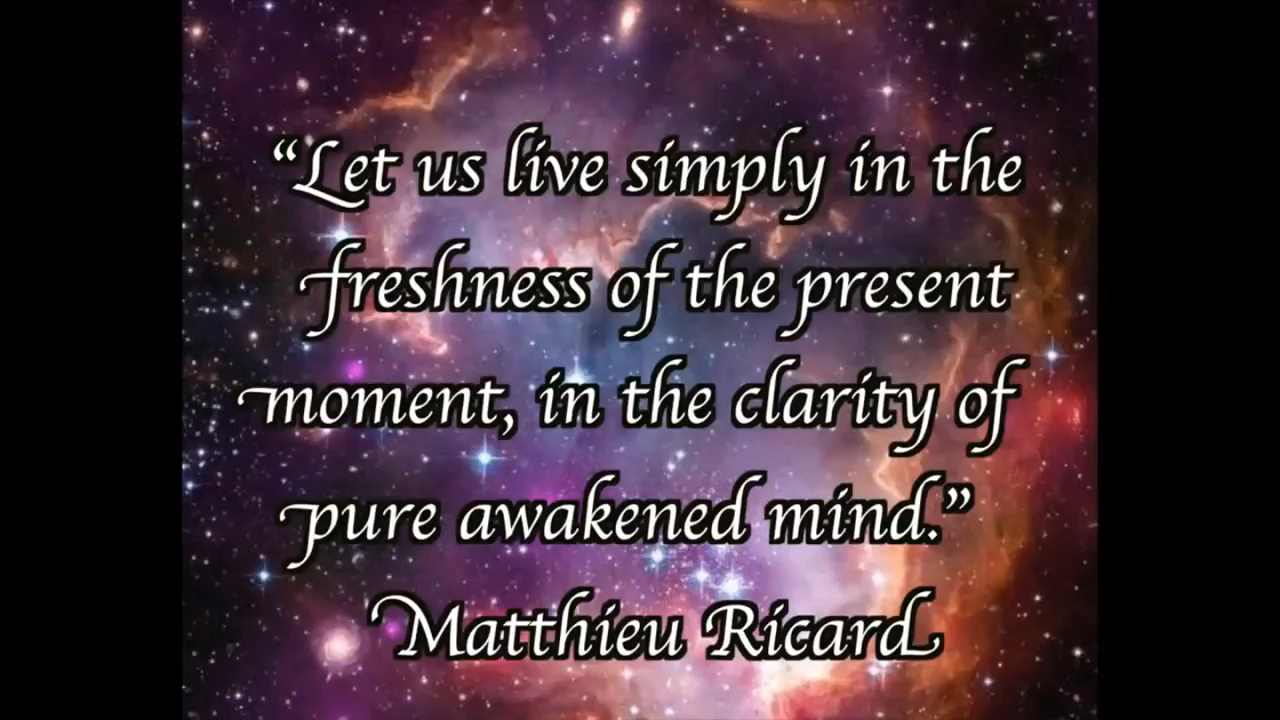 “Let us live simply in the
freshness of the present
moment, in the clarity of
pure awakened mind.”
Matthieu Ricard